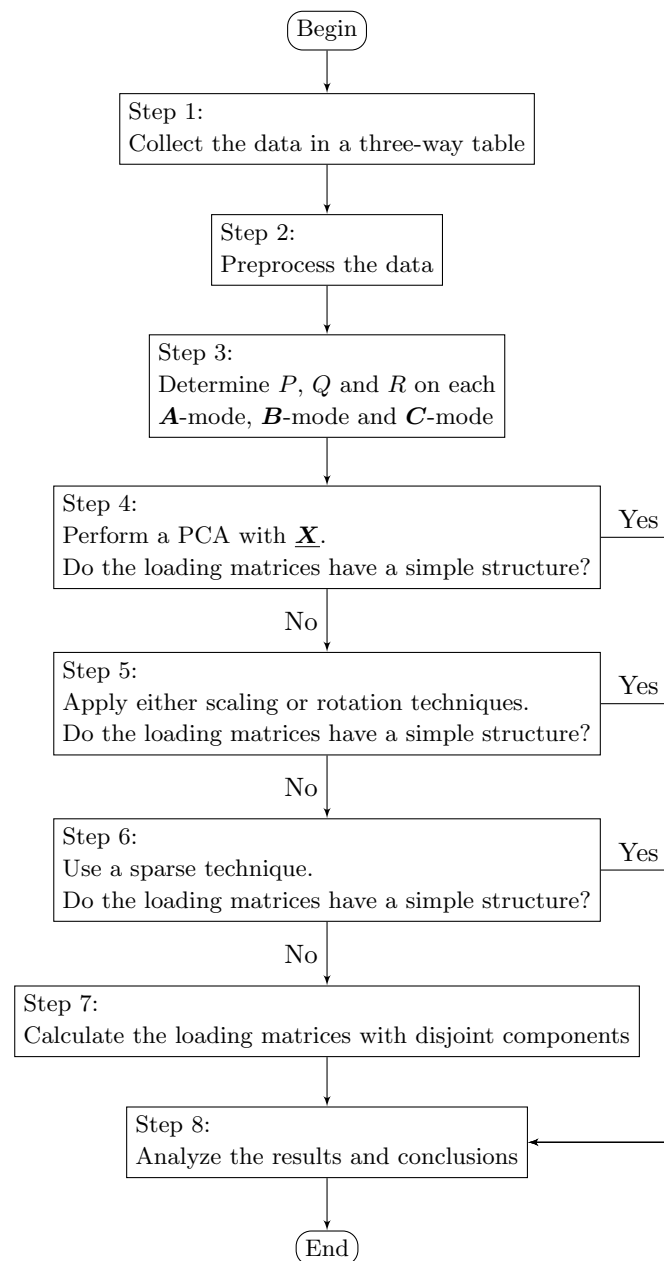 Begin
Step 1:
Collect the data in a three-way table
Step 2:
Preprocess the data
Step 3:
Determine P, Q and R on each
A-mode, B-mode and C-mode
Step 4:
Perform a PCA with X.
Do the loading matrices have a simple structure?
Yes
No
Step 5:
Apply either scaling or rotation techniques.
Do the loading matrices have a simple structure?
Yes
No
Step 6:
Use a sparse technique.
Do the loading matrices have a simple structure?
Yes
No
Step 7:
Calculate the loading matrices with disjoint components
Step 8:
Analyze the results and conclusions
End